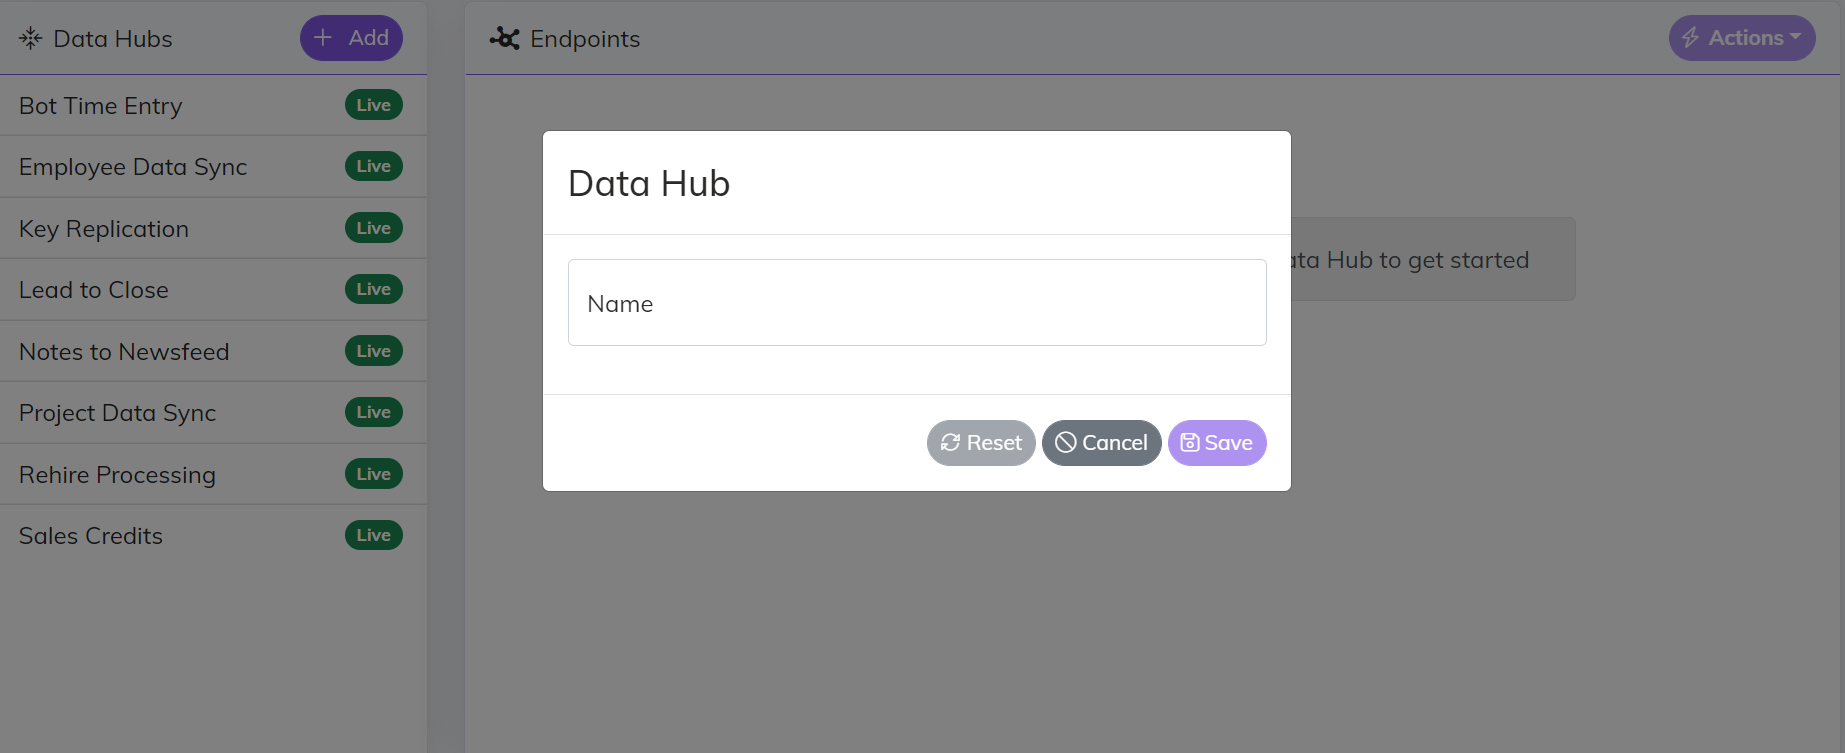 Data Hubs
Add
Bot Time Entry Live
Employee Data Sync Live
Key Replication Live
Lead to Close Live
Notes to Newsfeed Live
Project Data Sync Live
Rehire Processing Live
Sales Credits Live
Endpoints
Actions
Hub to get started
Data Hub
Name
Reset Cancel Save